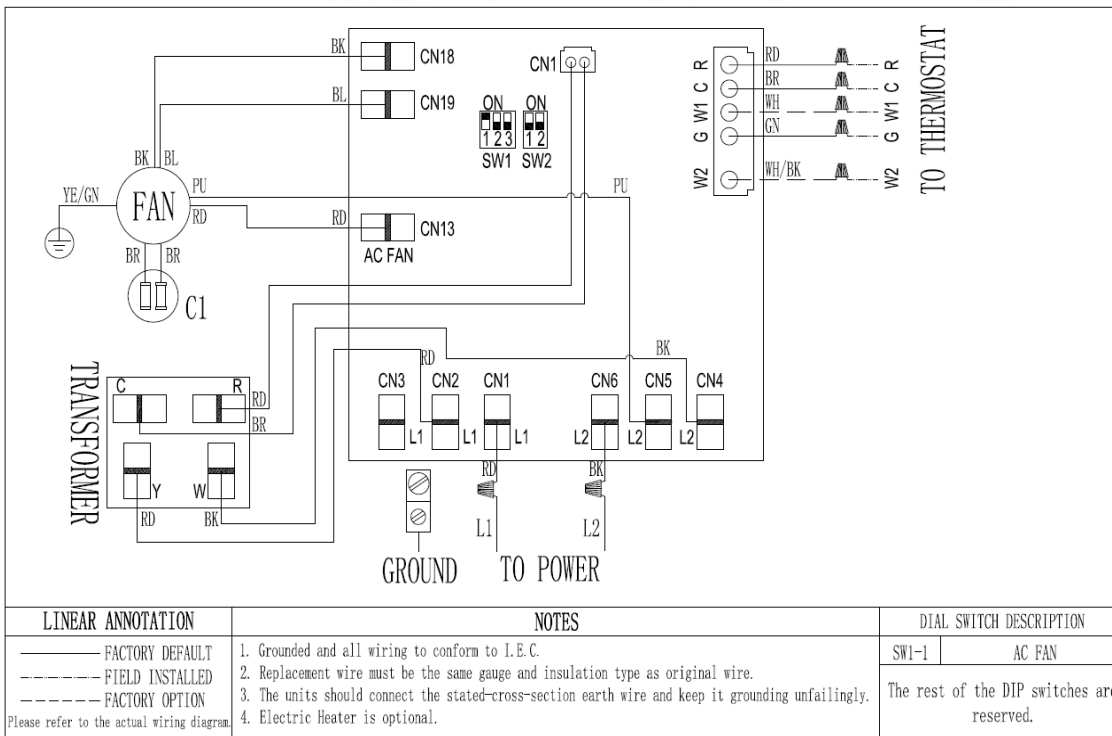 BK
CN18
CN1
BL
CN19
ON ON
1 2 3 1 2
SW1 SW2
R RD R
C BR C
W1 WH W1
G GN G
W2 WH/BK W2
TO THERMOSTAT
BK BL
YE/GN
FAN
PU
RD
PU
RD
CN13
AC FAN
BR BR
C1
TRANSFORMER
C R
RD
BR
Y W
RD BK
RD
BK
CN3 CN2 CN1 CN6 CN5 CN4
L1 L1 L1 L2 L2 L2
RD BK
L1 L2
GROUND TO POWER
LINEAR ANNOTATION
FACTORY DEFAULT
FIELD INSTALLED
FACTORY OPTION
Please refer to the actual wiring diagram.
NOTES
1. Grounded and all wiring to conform to I.E.C.
2. Replacement wire must be the same gauge and insulation type as original wire.
3. The units should connect the stated-cross-section earth wire and keep it grounding unfailingly.
4. Electric Heater is optional.
DIAL SWITCH DESCRIPTION
SW1-1 AC FAN
The rest of the DIP switches are
reserved.